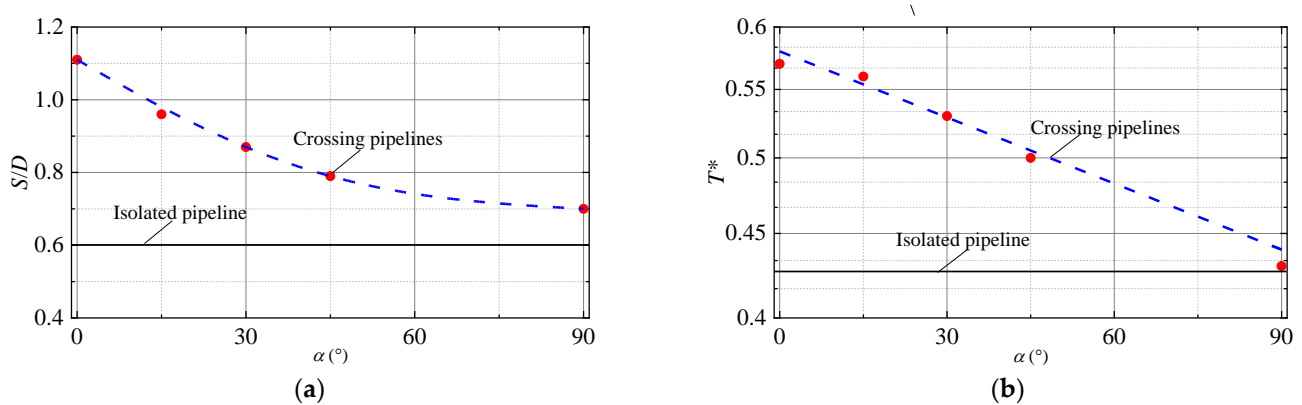 1.2
1.0
0.8
0.6
0.4
S/D
Crossing pipelines
Isolated pipeline
0 30 60 90
α (°)
(a)
\
0.6
0.55
0.5
0.45
0.4
T*
Crossing pipelines
Isolated pipeline
0 30 60 90
α (°)
(b)